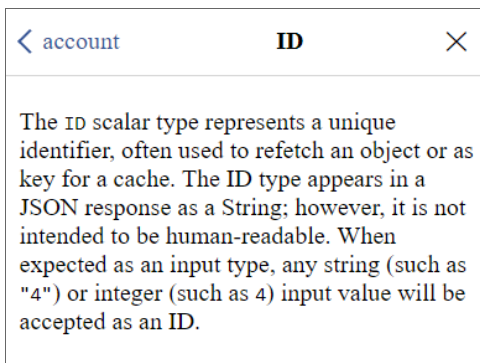 account ID
The ID scalar type represents a unique
identifier, often used to refetch an object or as
key for a cache. The ID type appears in a
JSON response as a String; however, it is not
intended to be human-readable. When
expected as an input type, any string (such as
"4") or integer (such as 4) input value will be
accepted as an ID.